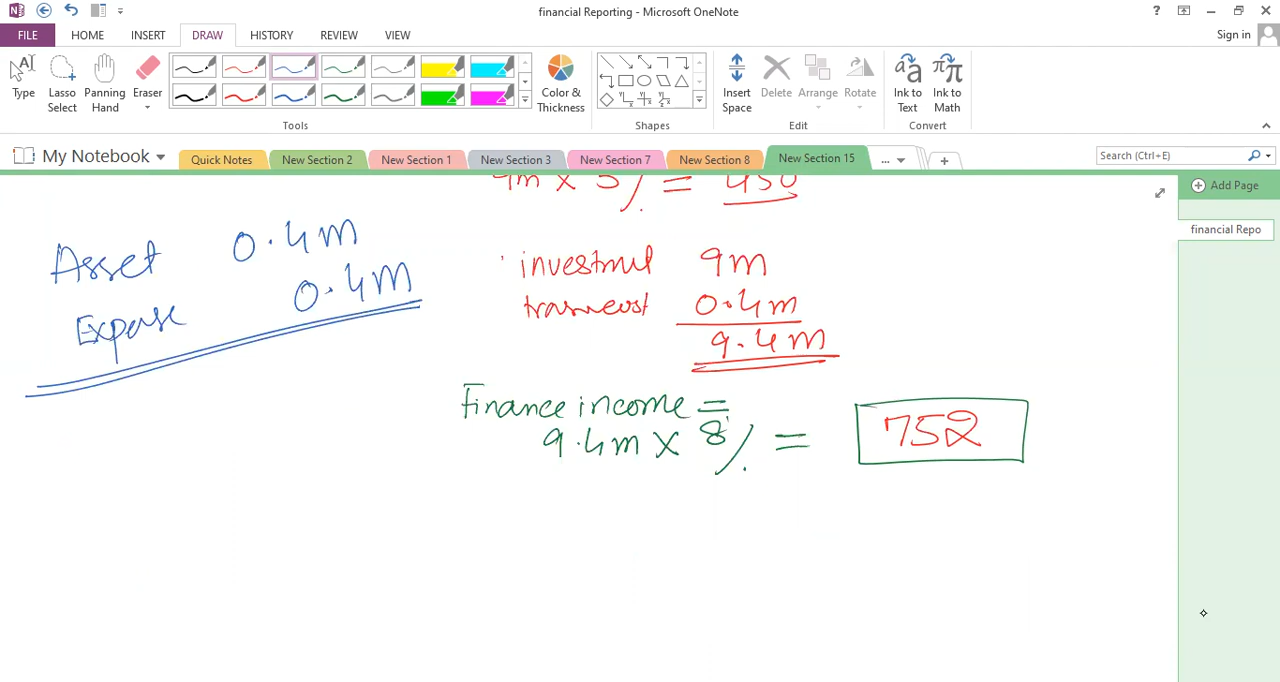 financial Reporting - Microsoft OneNote
Sign in
FILE HOME INSERT DRAW HISTORY REVIEW VIEW
Type
Lasso Select
Panning Hand
Eraser
Color & Thickness
Insert Space
Delete
Arrange
Rotate
Ink to Text
Ink to Math
Tools
Shapes
Edit
Convert
My Notebook
Quick Notes
New Section 2
New Section 1
New Section 3
New Section 7
New Section 8
New Section 15
...
Search (Ctrl+E)
Add Page
financial Repo
9m x 5% = 450
Asset 0.4m
Expense 0.4m
investment 9m
0.4m
9.4m
Finance income =
9.4m x 8% = 752